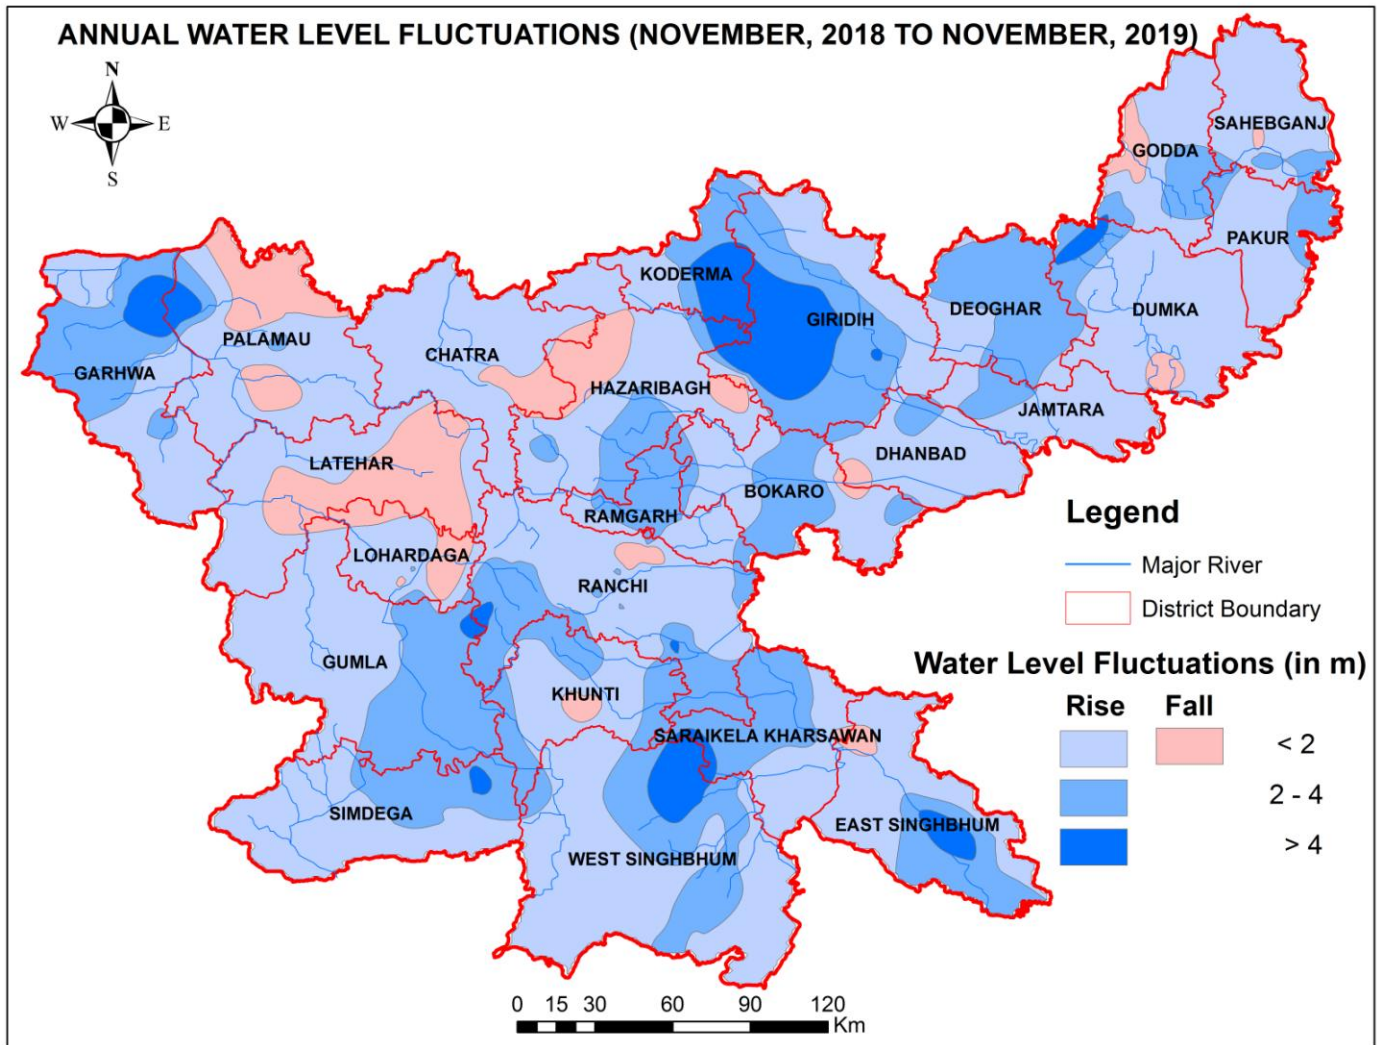 ANNUAL WATER LEVEL FLUCTUATIONS (NOVEMBER, 2018 TO NOVEMBER, 2019)
N
W E
S
SAHEBGANJ
GODDA
PAKUR
KODERMA
DEOGHAR
DUMKA
GIRIDIH
PALAMAU
CHATRA
GARHWA
HAZARIBAGH
JAMTARA
DHANBAD
LATEHAR
BOKARO
RAMGARH
LOHARDAGA
RANCHI
GUMLA
KHUNTI
SARAIKELA KHARSAWAN
SIMDEGA
EAST SINGHBHUM
WEST SINGHBHUM
Legend
Major River
District Boundary
Water Level Fluctuations (in m)
Rise Fall
< 2
2 - 4
> 4
0 15 30 60 90 120
Km